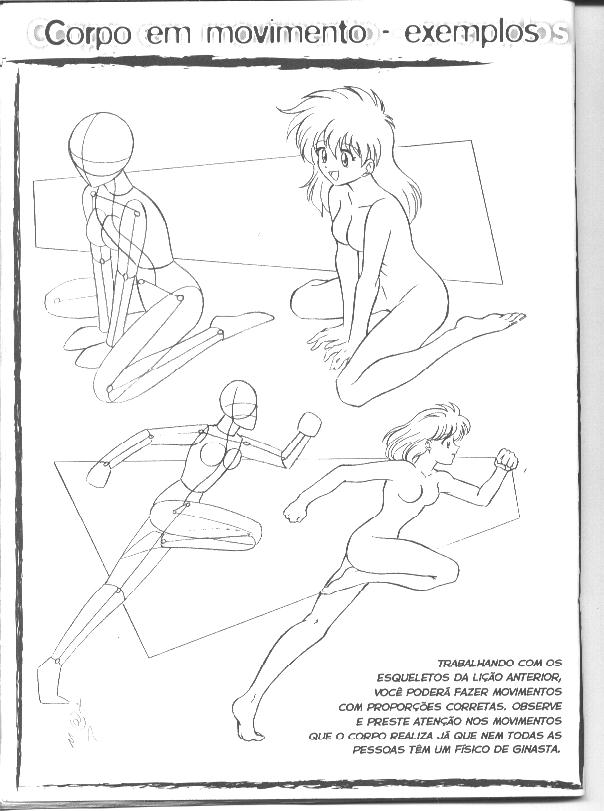 Corpo em movimento - exemplos
TRABALHANDO COM OS
ESQUELETOS DA LIÇÃO ANTERIOR,
VOCÊ PODERÁ FAZER MOVIMENTOS
COM PROPORÇÕES CORRETAS. OBSERVE
E PRESTE ATENÇÃO NOS MOVIMENTOS
QUE O CORPO REALIZA JÁ QUE NEM TODAS AS
PESSOAS TÊM UM FÍSICO DE GINASTA.